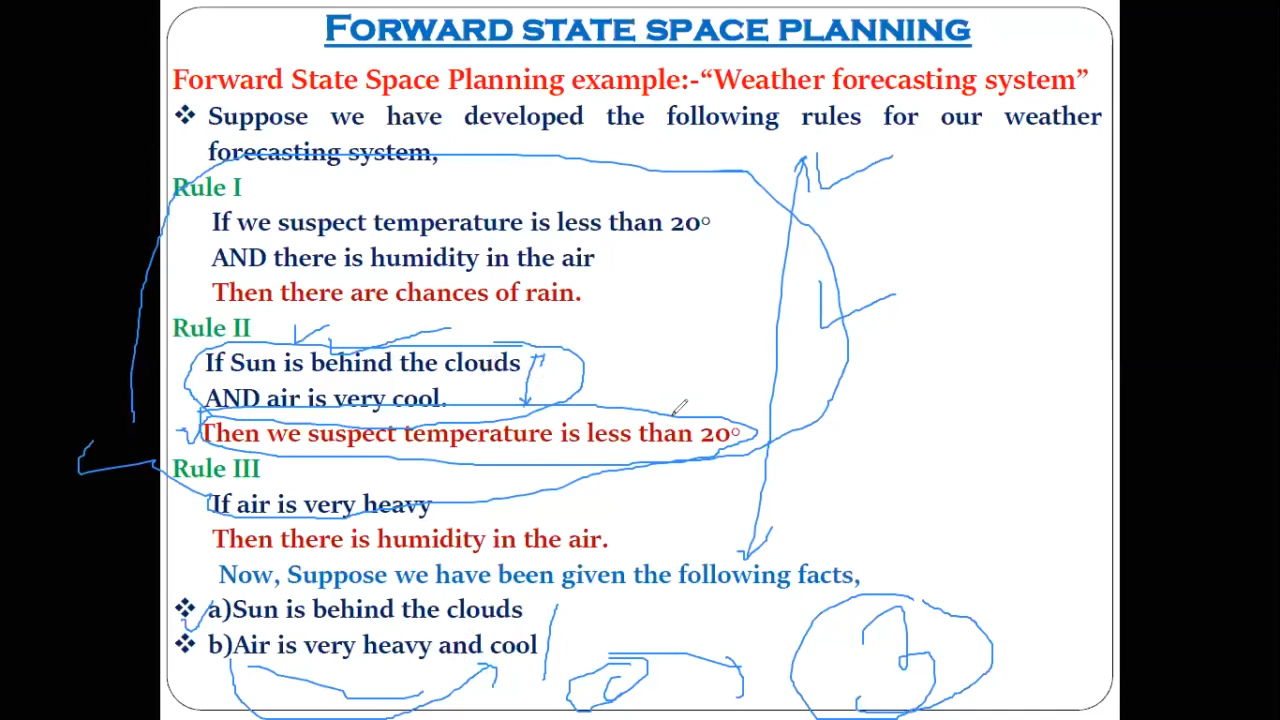 FORWARD STATE SPACE PLANNING
Forward State Space Planning example:-“Weather forecasting system”
❖ Suppose we have developed the following rules for our weather
forecasting system,
Rule I
If we suspect temperature is less than 20°
AND there is humidity in the air
Then there are chances of rain.
Rule II
If Sun is behind the clouds
AND air is very cool.
Then we suspect temperature is less than 20°
Rule III
If air is very heavy
Then there is humidity in the air.
Now, Suppose we have been given the following facts,
❖ a)Sun is behind the clouds
❖ b)Air is very heavy and cool